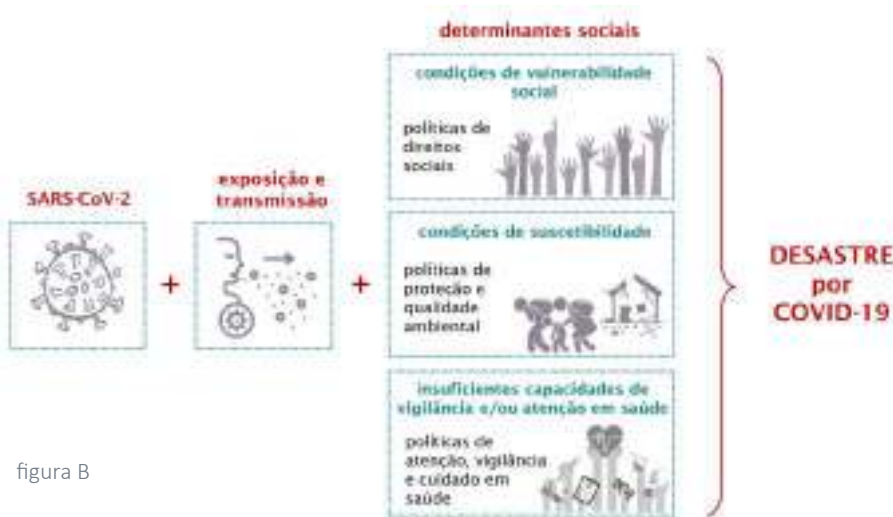 determinantes sociais
condições de vulnerabilidade
social
políticas de
direitos
sociais
exposição e
transmissão
SARS-CoV-2
condições de suscetibilidade
políticas de
proteção e
qualidade
ambiental
+
+
DESASTRE
por
COVID-19
insuficientes capacidades de
vigilância e/ou atenção em saúde
políticas de
atenção, vigilância
e cuidado em
saúde
figura B